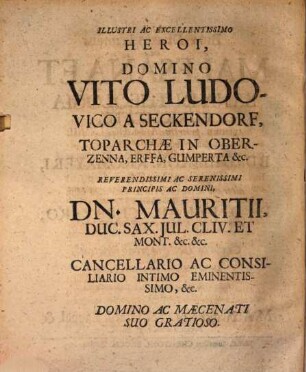 ILLUSTRI AC EXCELLENTISSIMO
HEROI,
DOMINO
VITO LUDO-
VICO A SECKENDORF,
TOPARCHÆ IN OBER-
ZENNA, ERFFA, GUMPERTA &c.
REVERENDISSIMI AC SERENISSIMI
PRINCIPIS AC DOMINI,
DN. MAURITII,
DUC. SAX. JUL. CLIV. ET
MONT. &c. &c.
CANCELLARIO AC CONSI-
LIARIO INTIMO EMINENTIS-
SIMO, &c.
DOMINO AC MÆCENATI
SUO GRATIOSO.